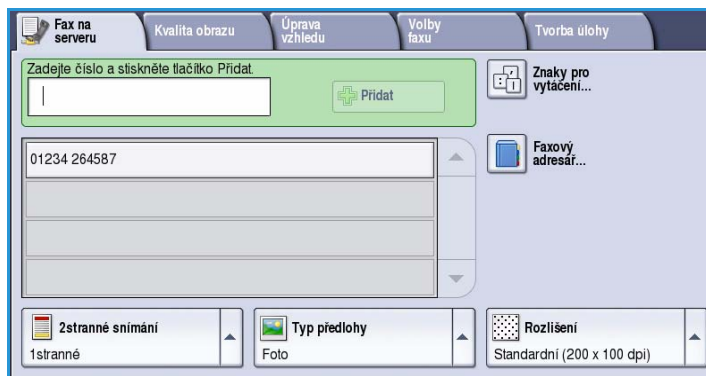 Fax na
serveru
Kvalita obrazu
Úprava
vzhledu
Volby
faxu
Tvorba úlohy
Zadejte číslo a stiskněte tlačítko Přidat.
Přidat
Znaky pro
vytáčení...
01234 264587
Faxový
adresář...
2stranné snímání
1stranné
Typ předlohy
Foto
Rozlišení
Standardní (200 x 100 dpi)